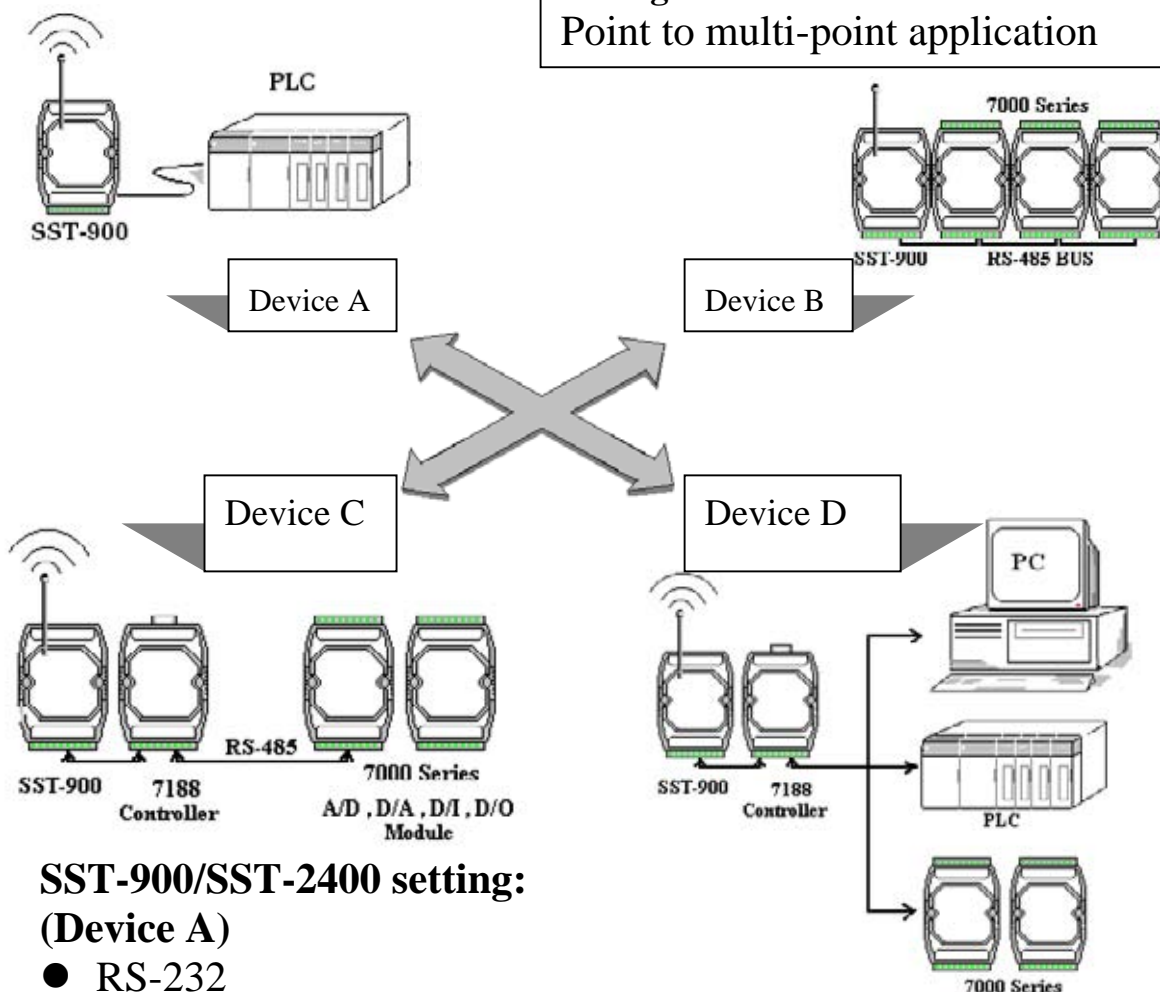 Point to multi-point application
PLC
SST-900
7000 Series
SST-900
RS-485 BUS
Device A
Device B
Device C
Device D
RS-485
SST-900
7188
Controller
7000 Series
A/D , D/A , D/I , D/O
Module
PC
SST-900
7188
Controller
PLC
7000 Series
SST-900/SST-2400 setting:
(Device A)
● RS-232